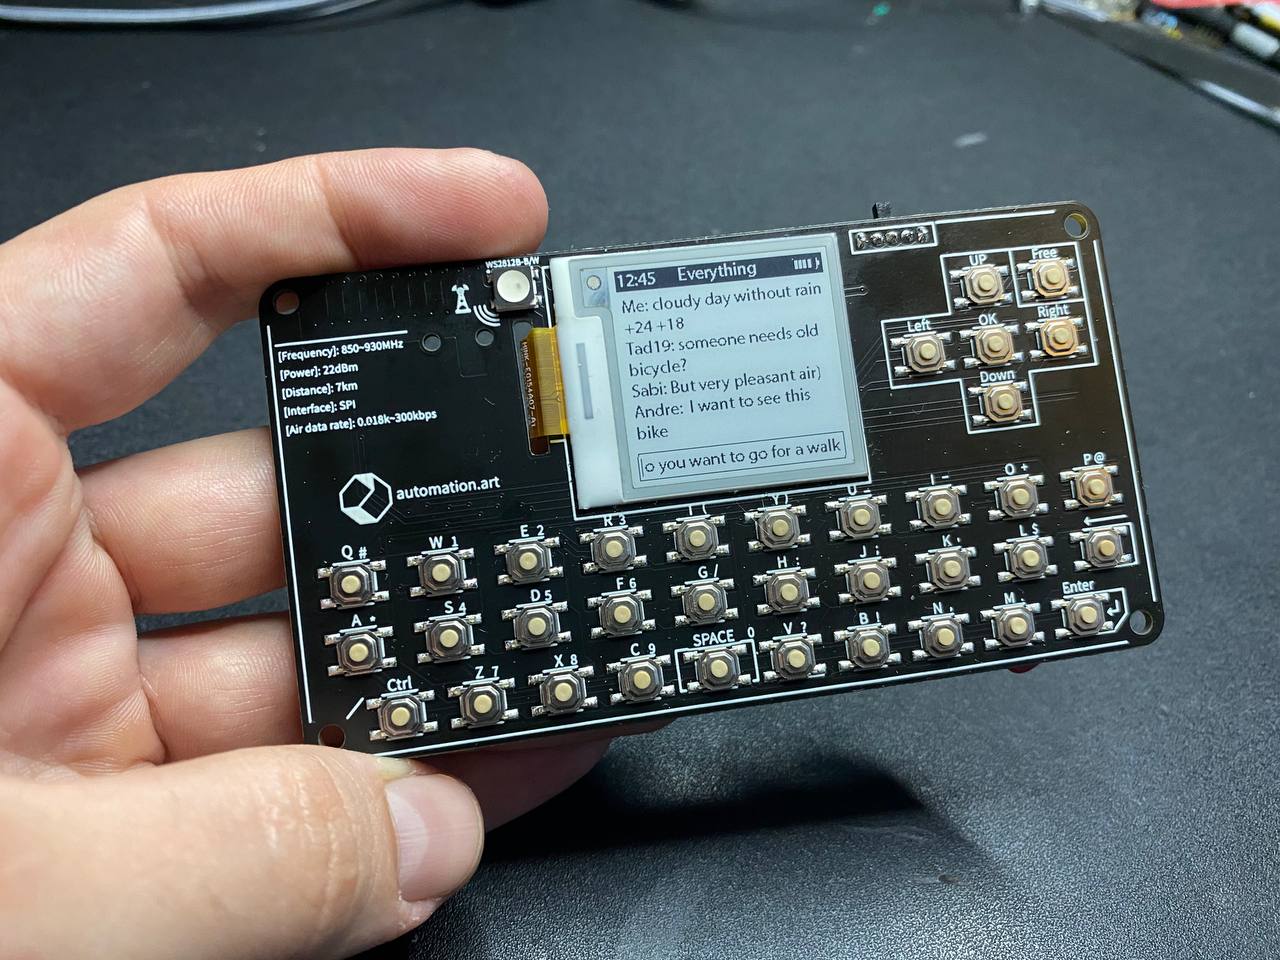 WS2812B-B/W
[Frequency]: 850~930MHz
[Power]: 22dBm
[Distance]: 7km
[Interface]: SPI
[Air data rate]: 0.018k~300kbps
automation.art
12:45 Everything
Me: cloudy day without rain
+24 +18
Tad19: someone needs old
bicycle?
Sabi: But very pleasant air)
Andre: I want to see this
bike
o you want to go for a walk
UP Free
Left OK Right
Down
Q # W 1 E 2 R 3 T ( Y ) U _ I - O + P @
A * S 4 D 5 F 6 G / H : J ; K ' L $
Ctrl Z 7 X 8 C 9 SPACE 0 V ? B ! N , M . Enter